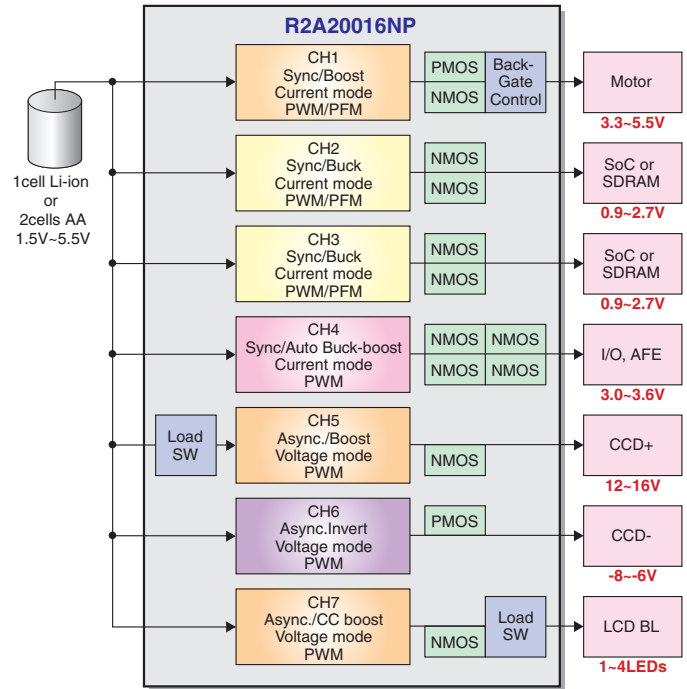 R2A20016NP
1cell Li-ion
or
2cells AA
1.5V~5.5V
CH1
Sync/Boost
Current mode
PWM/PFM
PMOS
NMOS
Back-
Gate
Control
Motor
3.3~5.5V
CH2
Sync/Buck
Current mode
PWM/PFM
NMOS
NMOS
SoC or
SDRAM
0.9~2.7V
CH3
Sync/Buck
Current mode
PWM/PFM
NMOS
NMOS
SoC or
SDRAM
0.9~2.7V
CH4
Sync/Auto Buck-boost
Current mode
PWM
NMOS NMOS
NMOS NMOS
I/O, AFE
3.0~3.6V
Load
SW
CH5
Async./Boost
Voltage mode
PWM
NMOS
CCD+
12~16V
CH6
Async.Invert
Voltage mode
PWM
PMOS
CCD-
-8~-6V
CH7
Async./CC boost
Voltage mode
PWM
NMOS
Load
SW
LCD BL
1~4LEDs